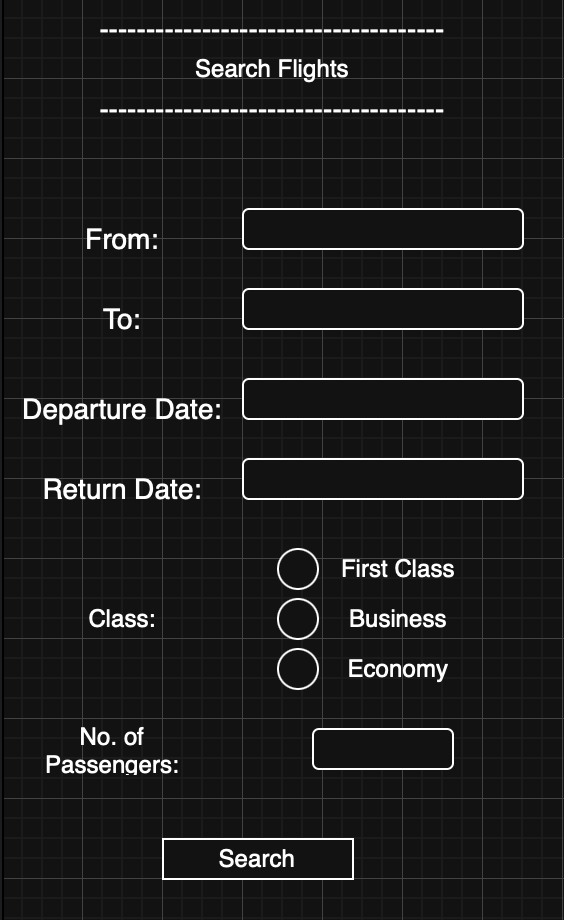 Search Flights
From:
To:
Departure Date:
Return Date:
First Class
Class:
Business
Economy
No. of
Passengers:
Search